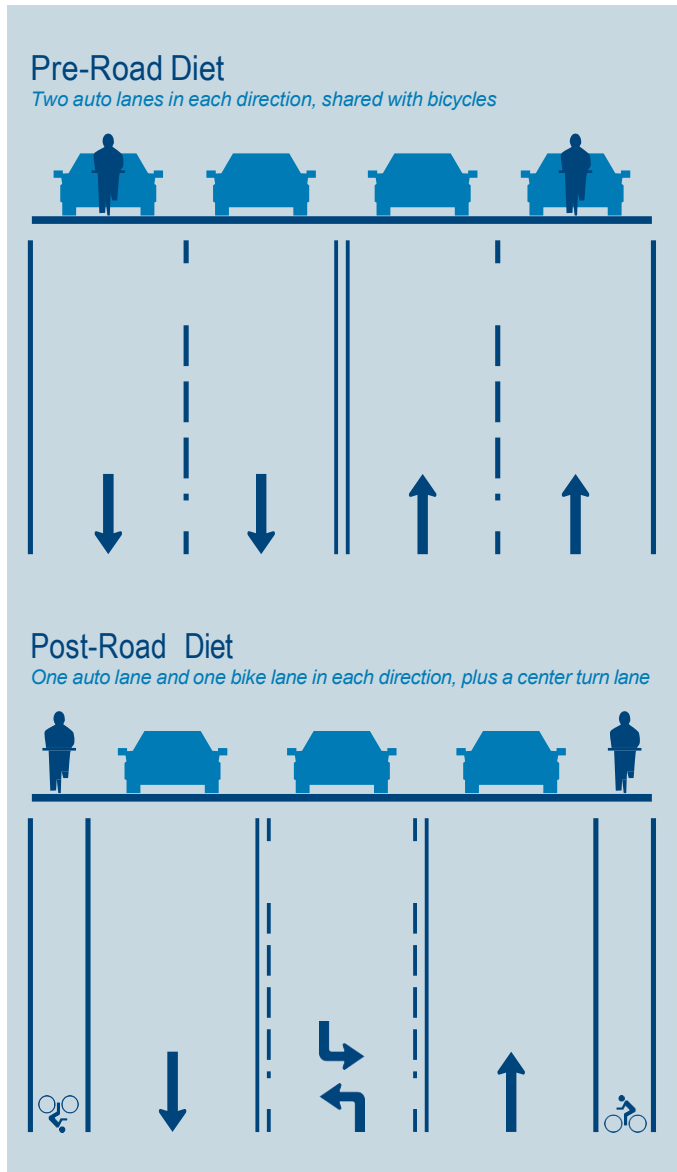 Pre-Road Diet
Two auto lanes in each direction, shared with bicycles
Post-Road Diet
One auto lane and one bike lane in each direction, plus a center turn lane